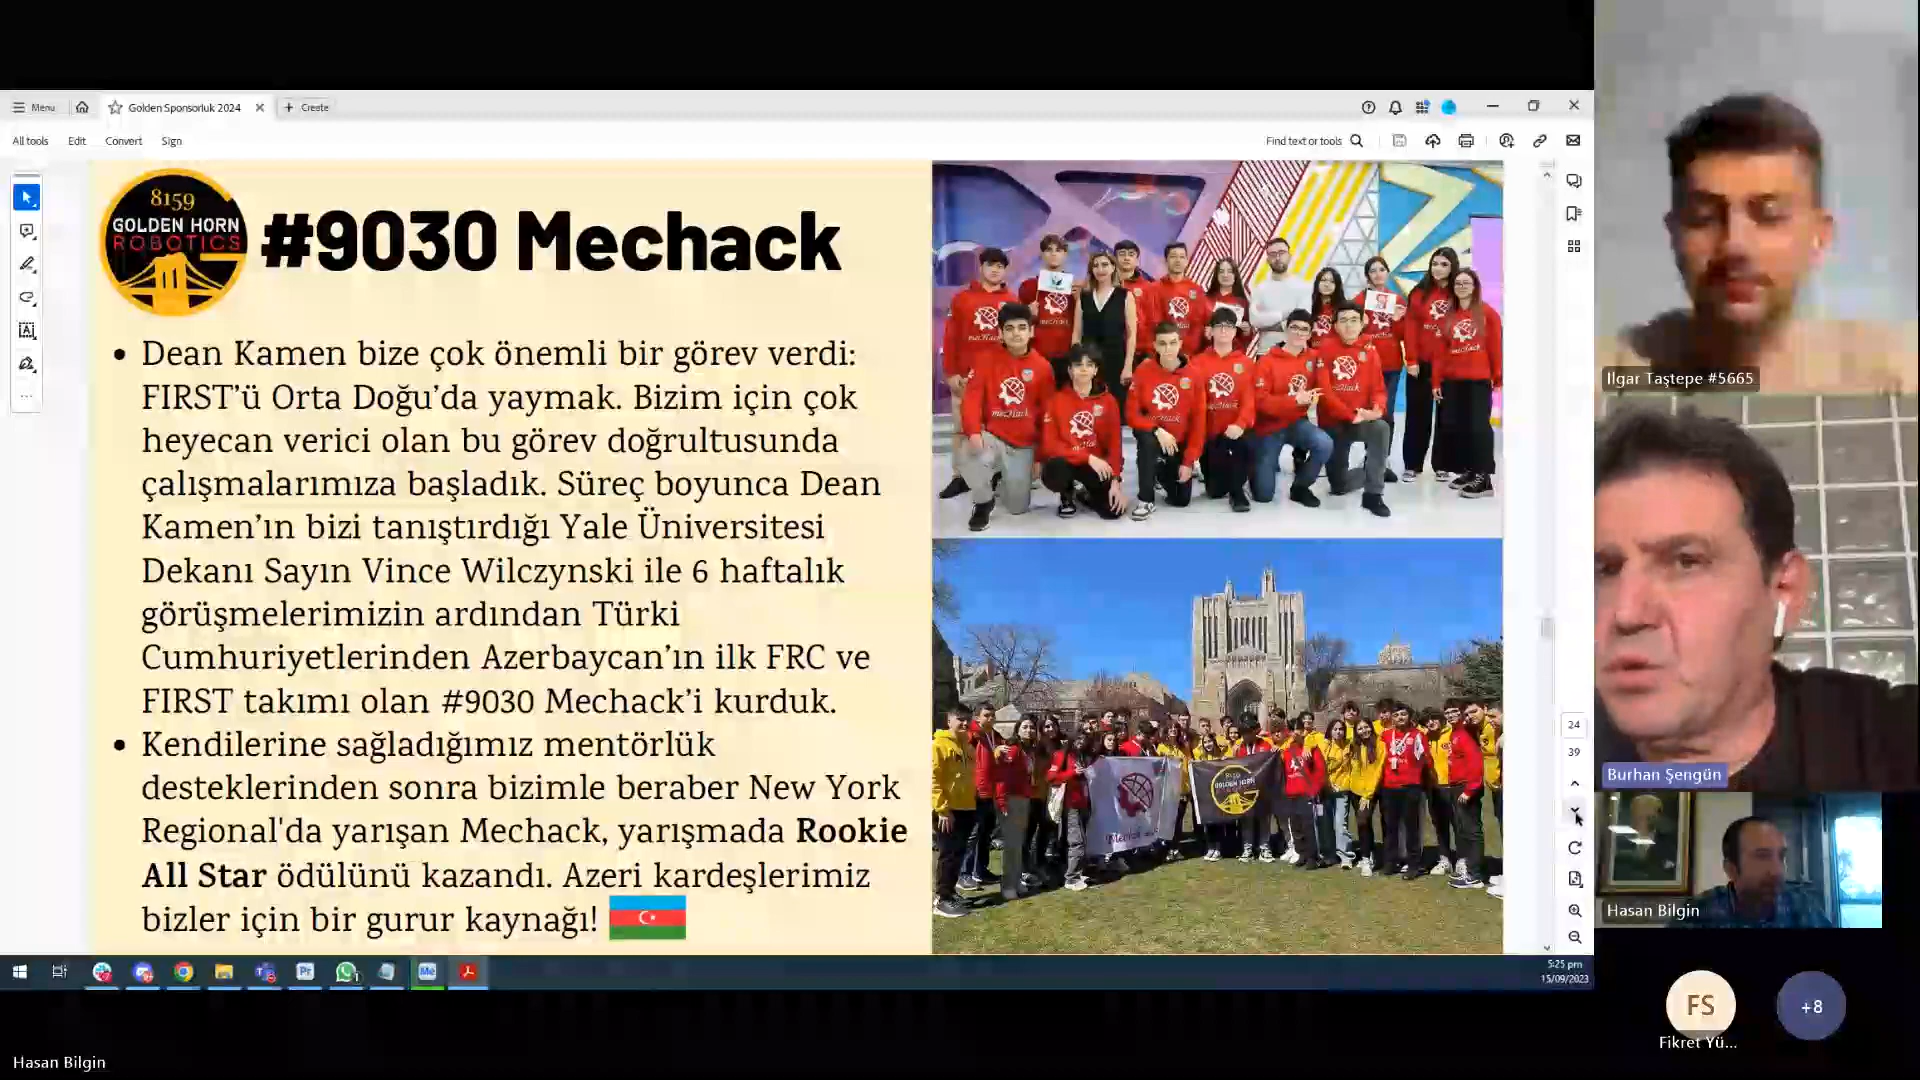 Menu
Golden Sponsorluk 2024
Create
All tools
Edit
Convert
Sign
Find text or tools
8159
GOLDEN HORN
ROBOTICS
#9030 Mechack
• Dean Kamen bize çok önemli bir görev verdi:
FIRST’ü Orta Doğu’da yaymak. Bizim için çok
heyecan verici olan bu görev doğrultusunda
çalışmalarımıza başladık. Süreç boyunca Dean
Kamen’ın bizi tanıştırdığı Yale Üniversitesi
Dekanı Sayın Vince Wilczynski ile 6 haftalık
görüşmelerimizin ardından Türki
Cumhuriyetlerinden Azerbaycan’ın ilk FRC ve
FIRST takımı olan #9030 Mechack’i kurduk.
• Kendilerine sağladığımız mentörlük
desteklerinden sonra bizimle beraber New York
Regional'da yarışan Mechack, yarışmada Rookie
All Star ödülünü kazandı. Azeri kardeşlerimiz
bizler için bir gurur kaynağı!
24
39
5:25 pm
15/09/2023
Ilgar Taştepe #5665
Burhan Şengün
Hasan Bilgin
FS
Fikret Yü...
+8
Hasan Bilgin